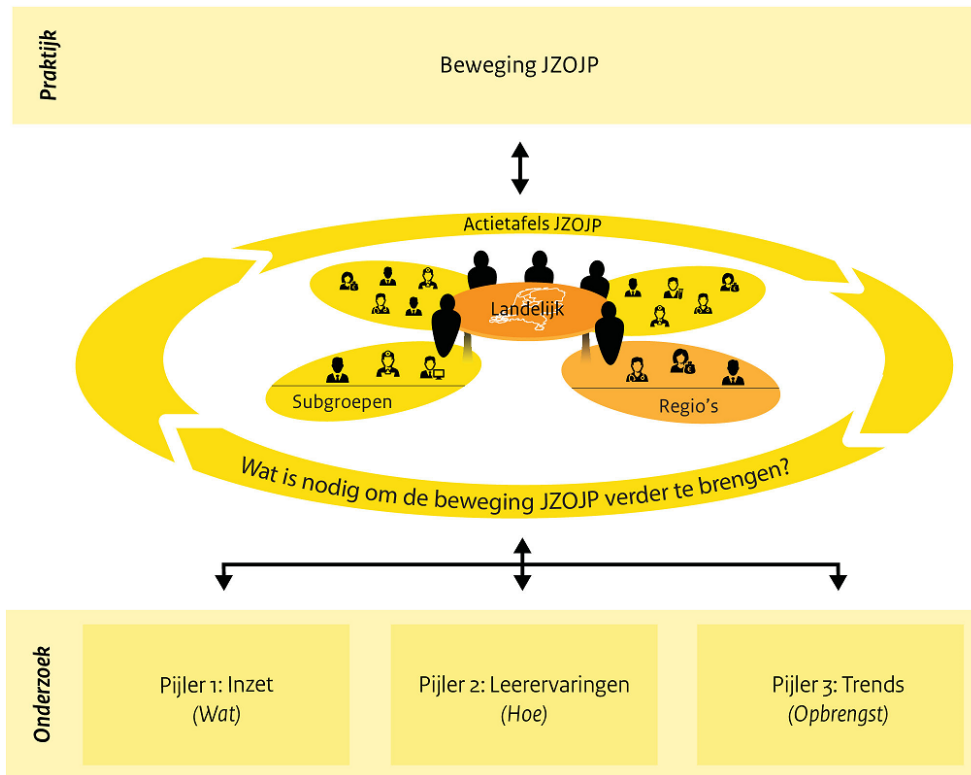 Praktijk
Beweging JZOJP
Actietafels JZOJP
Landelijk
Subgroepen
Regio's
Wat is nodig om de beweging JZOJP verder te brengen?
Onderzoek
Pijler 1: Inzet
(Wat)
Pijler 2: Leerervaringen
(Hoe)
Pijler 3: Trends
(Opbrengst)